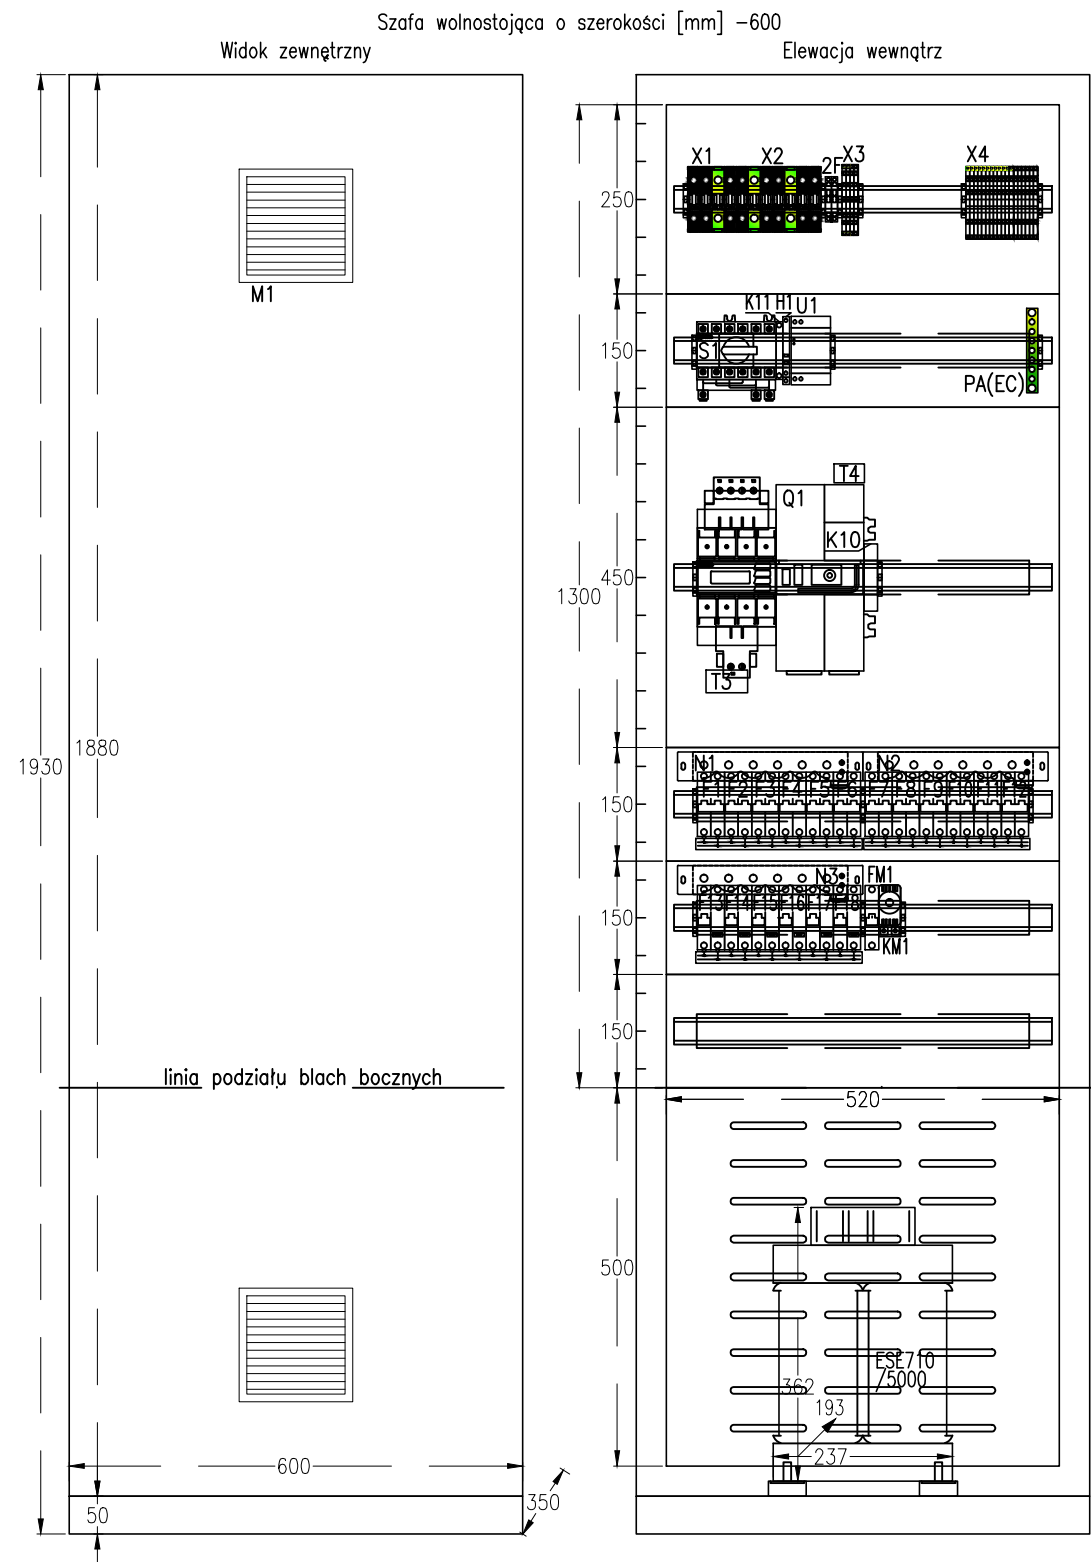 Szafa wolnostojąca o szerokości [mm] -600
Widok zewnętrzny
Elewacja wewnątrz
X1
X2
2F
X3
X4
250
M1
K11
H1
U1
S1
150
PA(EC)
T4
Q1
K10
450
1300
T3
1880
1930
N1
N2
F1
F2
F3
F4
F5
F6
F7
F8
F9
F10
F11
F12
150
N3
FM1
F13
F14
F15
F16
F17
F18
150
KM1
150
linia podziału blach bocznych
520
500
ESE710
/5000
362
193
237
600
350
50